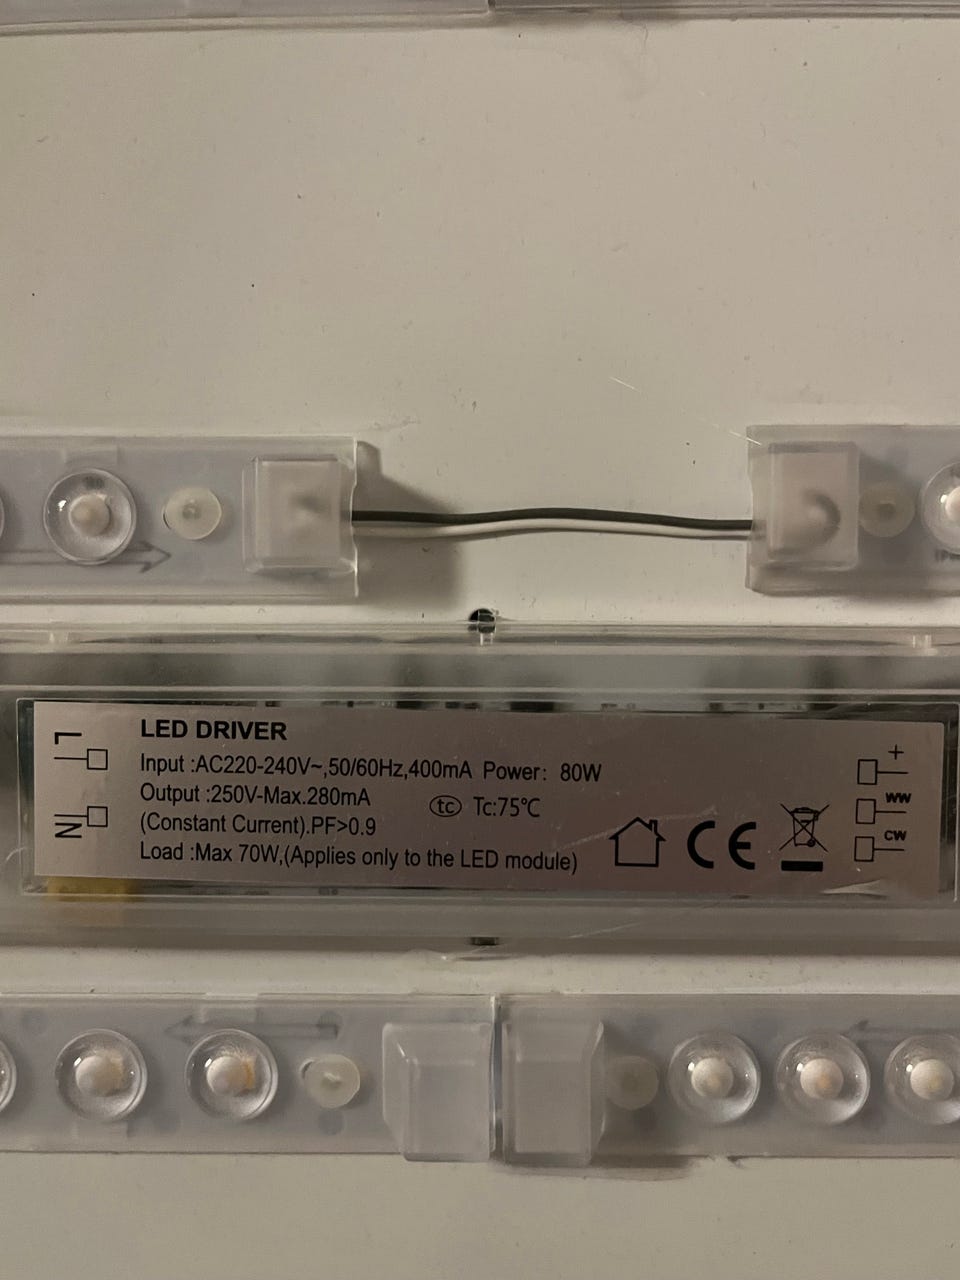 L
N
LED DRIVER
Input :AC220-240V~,50/60Hz,400mA Power: 80W
Output :250V-Max.280mA
tc Tc:75℃
(Constant Current).PF>0.9
Load :Max 70W,(Applies only to the LED module)
CE
+
WW
CW